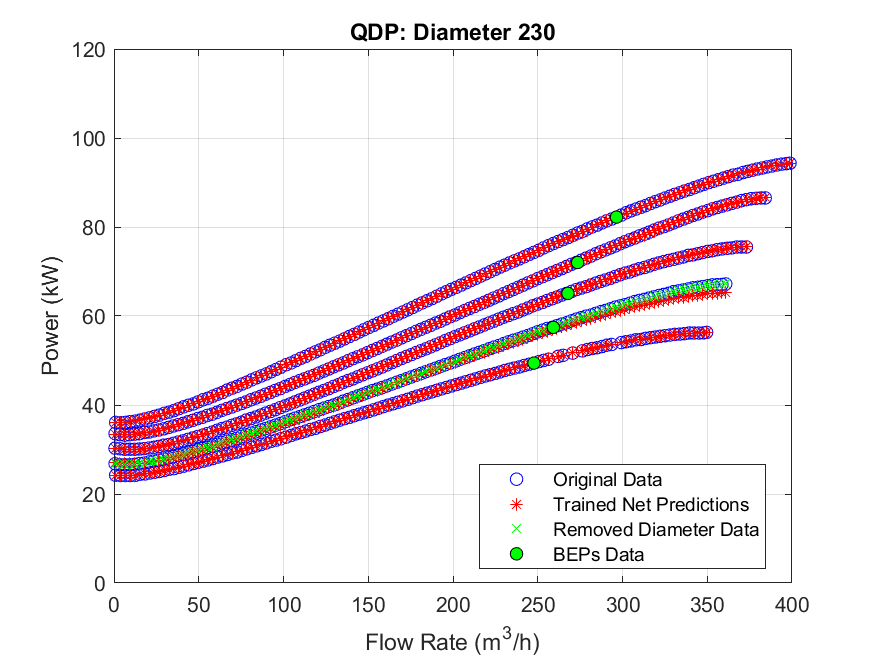 QDP: Diameter 230
120
100
80
60
40
20
0
Power (kW)
Original Data
Trained Net Predictions
Removed Diameter Data
BEPs Data
0 50 100 150 200 250 300 350 400
Flow Rate (m³/h)